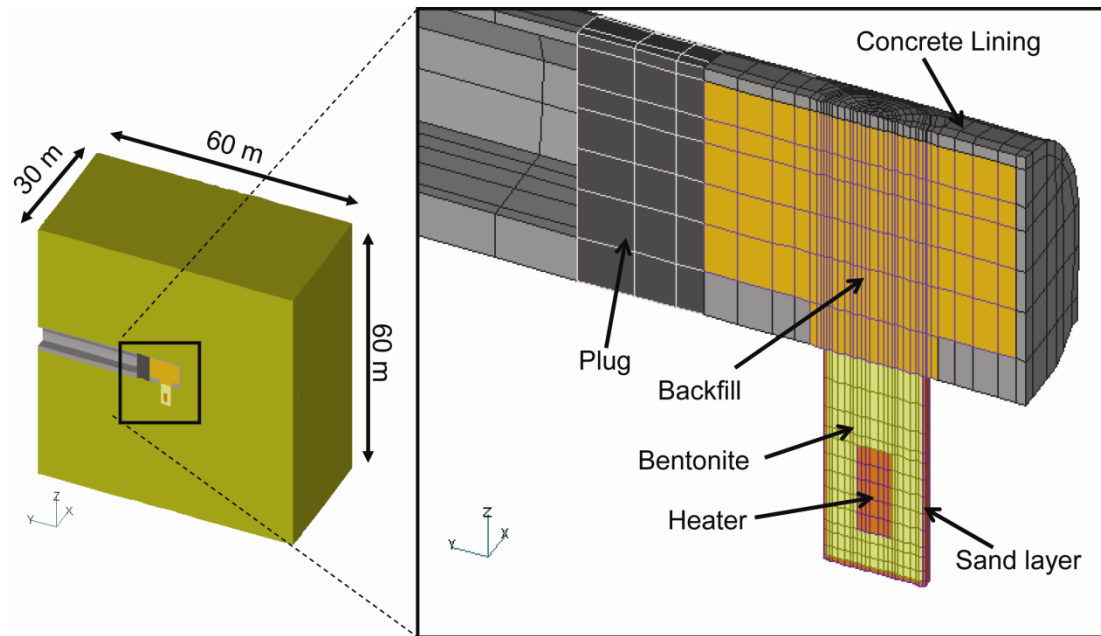 30 m
60 m
60 m
Z
Y
X
Concrete Lining
Plug
Backfill
Bentonite
Heater
Sand layer
Z
Y
X